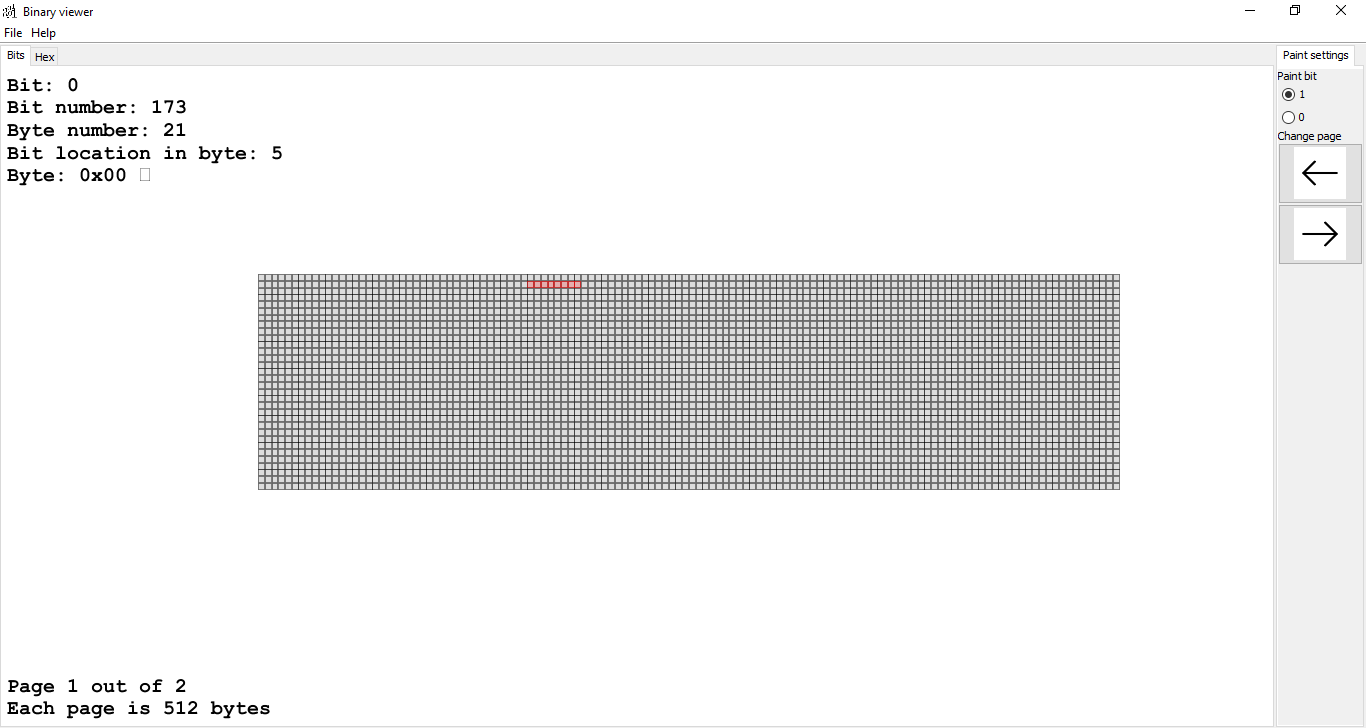 Binary viewer
File Help
Bits Hex
Bit: 0
Bit number: 173
Byte number: 21
Bit location in byte: 5
Byte: 0x00 □
Page 1 out of 2
Each page is 512 bytes
Paint settings
Paint bit
1
0
Change page